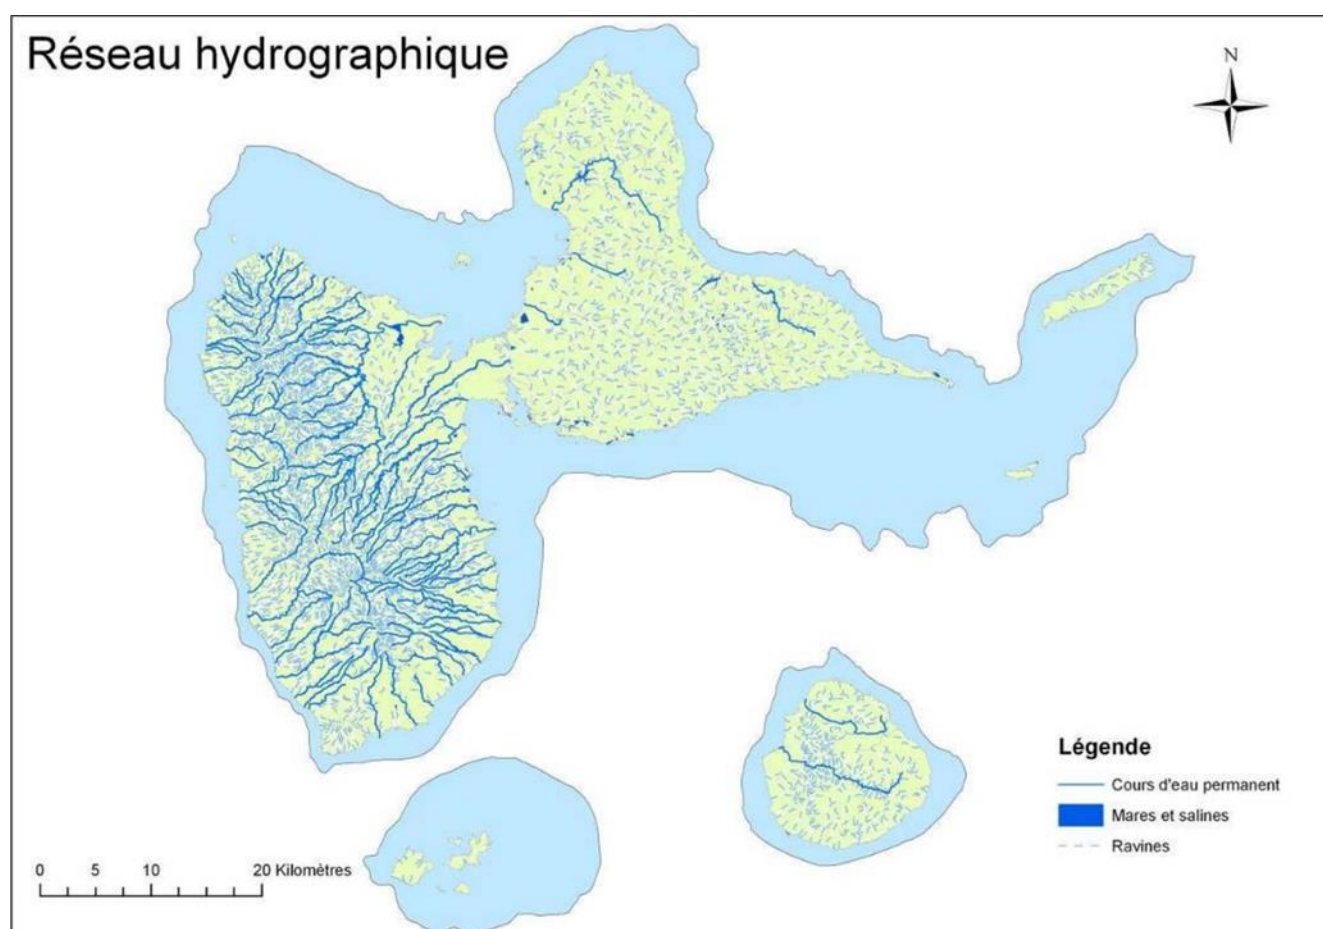 Réseau hydrographique
N
Légende
Cours d'eau permanent
Mares et salines
Ravines
0 5 10 20 Kilomètres